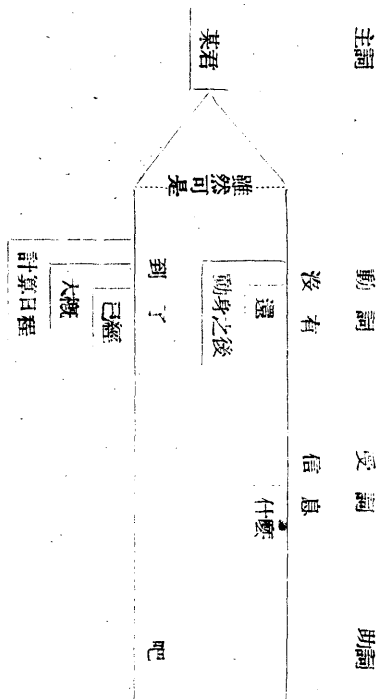 主詞 動詞 受詞 助詞
沒有 信息
還 什麼
動身之後
某君
雖然可是
到了 吧
已經
大概
計算日程